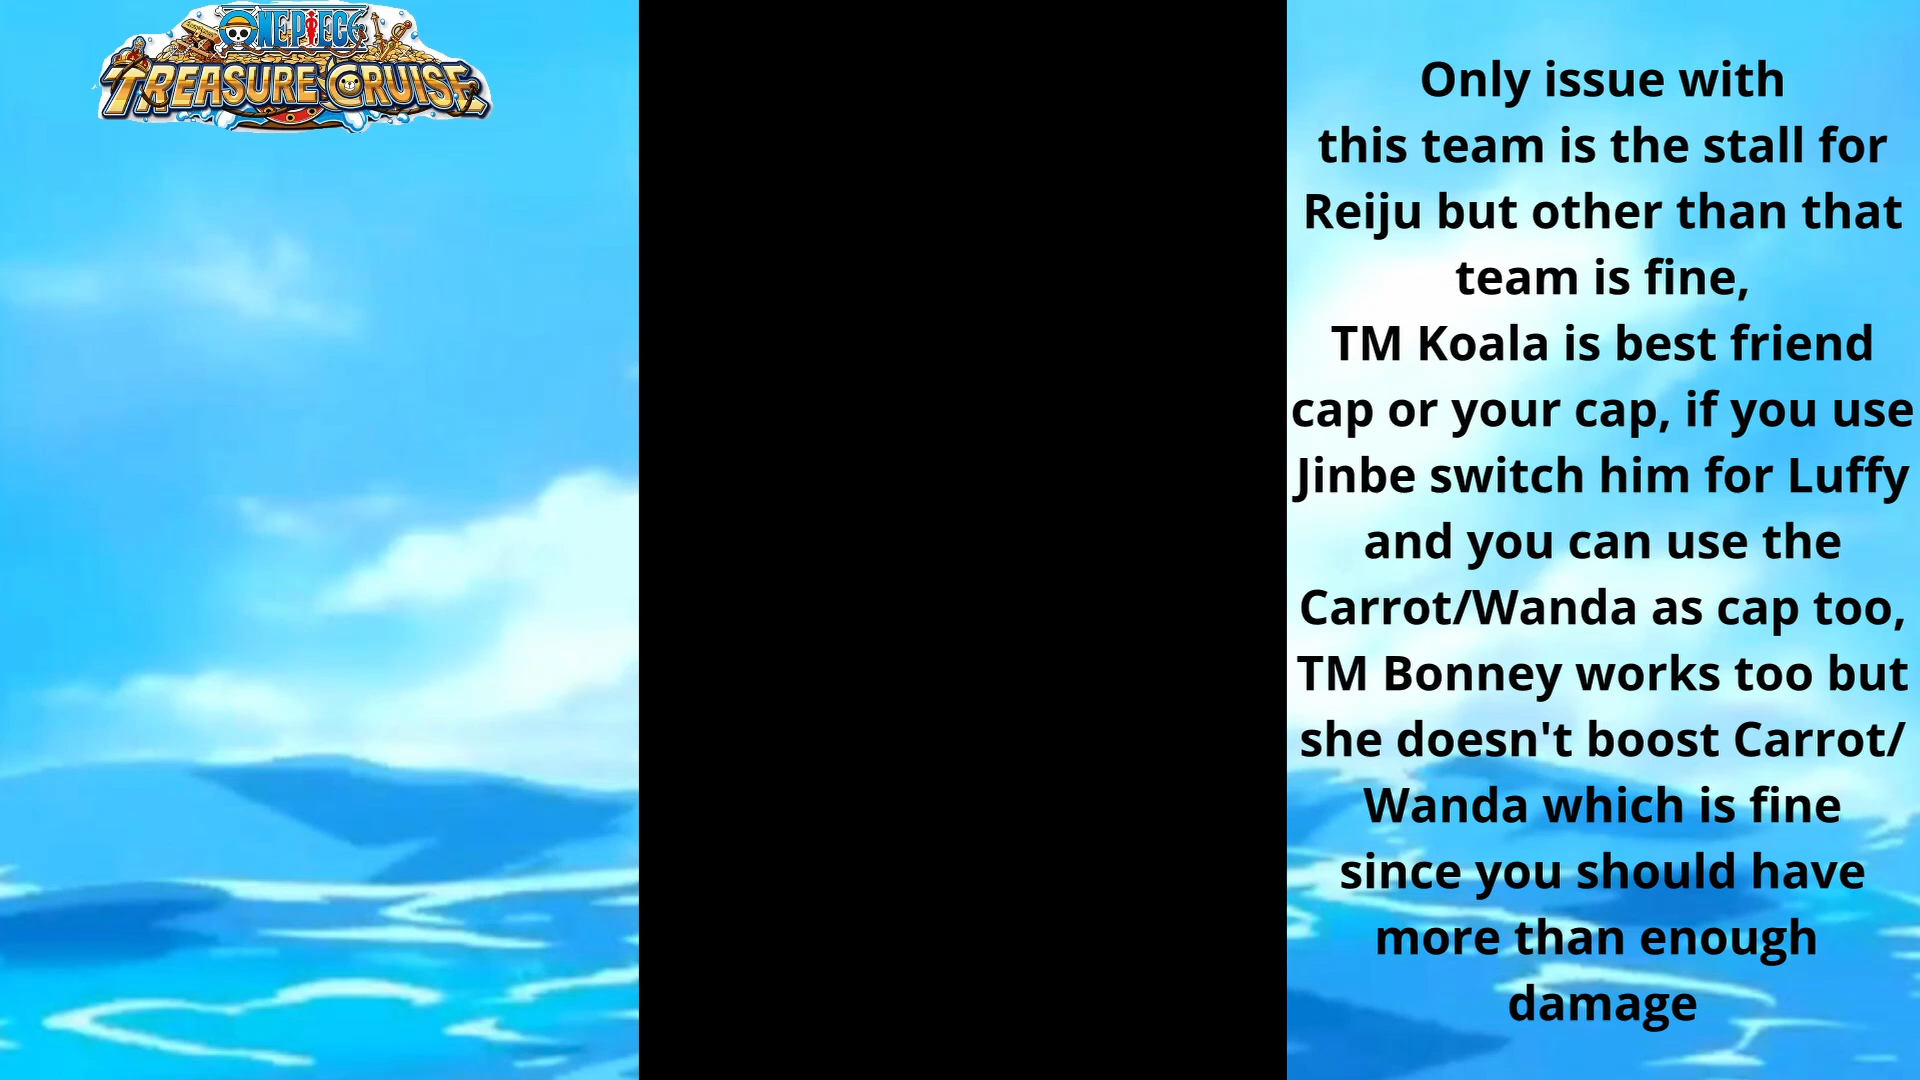 ONE PIECE
TREASURE CRUISE
Only issue with
this team is the stall for
Reiju but other than that
team is fine,
TM Koala is best friend
cap or your cap, if you use
Jinbe switch him for Luffy
and you can use the
Carrot/Wanda as cap too,
TM Bonney works too but
she doesn't boost Carrot/
Wanda which is fine
since you should have
more than enough
damage